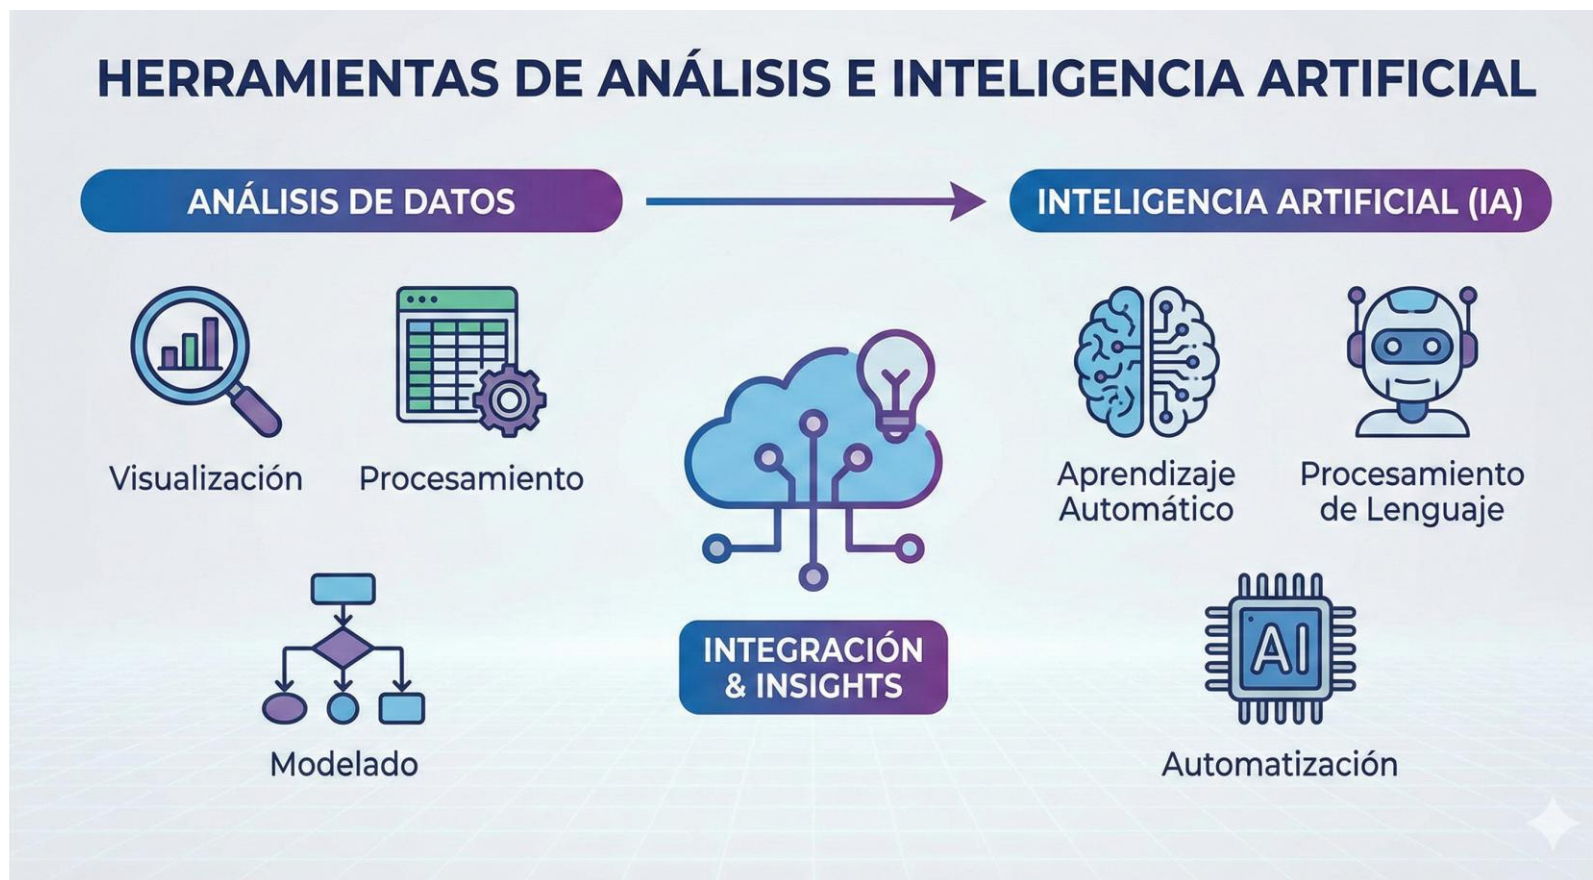 HERRAMIENTAS DE ANÁLISIS E INTELIGENCIA ARTIFICIAL
ANÁLISIS DE DATOS
INTELIGENCIA ARTIFICIAL (IA)
Visualización
Procesamiento
Modelado
INTEGRACIÓN
& INSIGHTS
Aprendizaje
Automático
Procesamiento
de Lenguaje
AI
Automatización